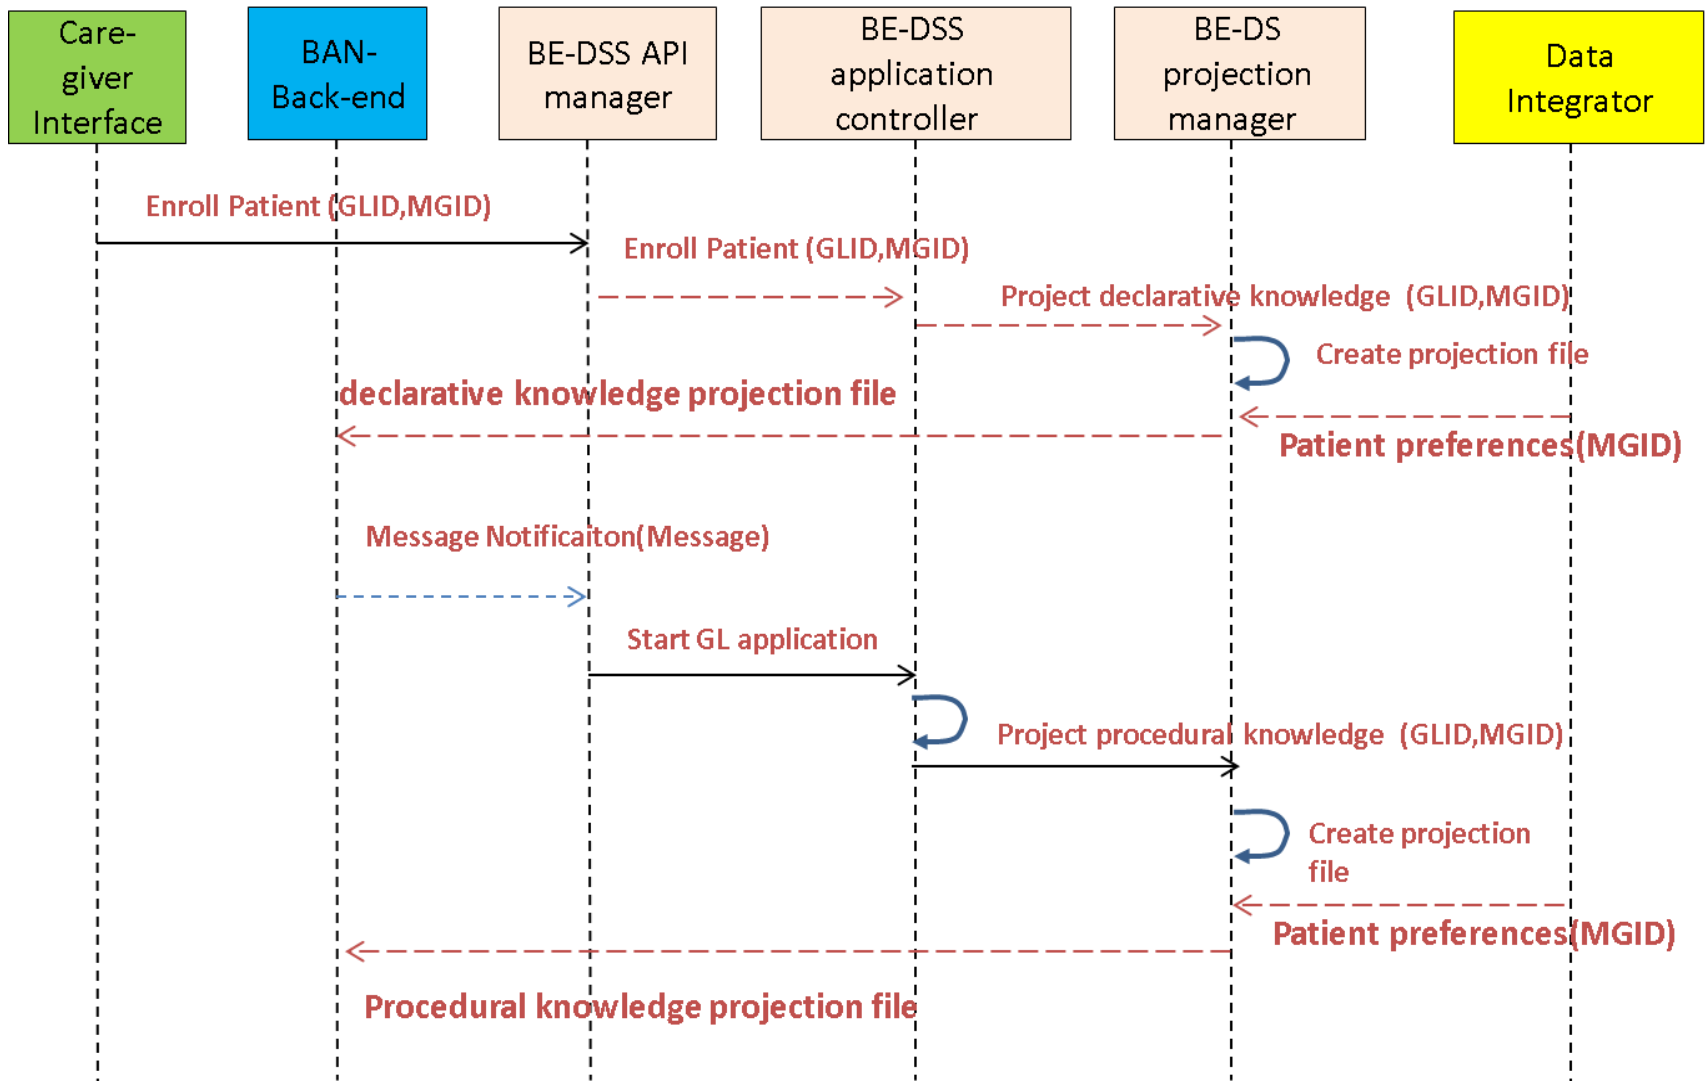 Care-
giver
Interface
BAN-
Back-end
BE-DSS API
manager
BE-DSS
application
controller
BE-DS
projection
manager
Data
Integrator
Enroll Patient (GLID,MGID)
Enroll Patient (GLID,MGID)
Project declarative knowledge (GLID,MGID)
Create projection file
declarative knowledge projection file
Patient preferences(MGID)
Message Notificaiton(Message)
Start GL application
Project procedural knowledge (GLID,MGID)
Create projection
file
Patient preferences(MGID)
Procedural knowledge projection file